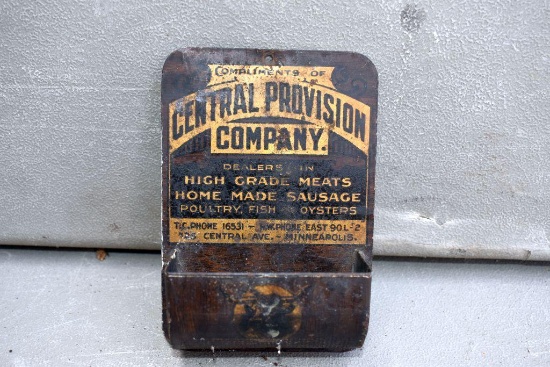 COMPLIMENTS OF
CENTRAL PROVISION
COMPANY.
DEALERS IN
HIGH GRADE MEATS
HOME MADE SAUSAGE
POULTRY, FISH & OYSTERS
T.C. PHONE 16531 – N.W. PHONE EAST 90 L-2
CENTRAL AVE. – MINNEAPOLIS.